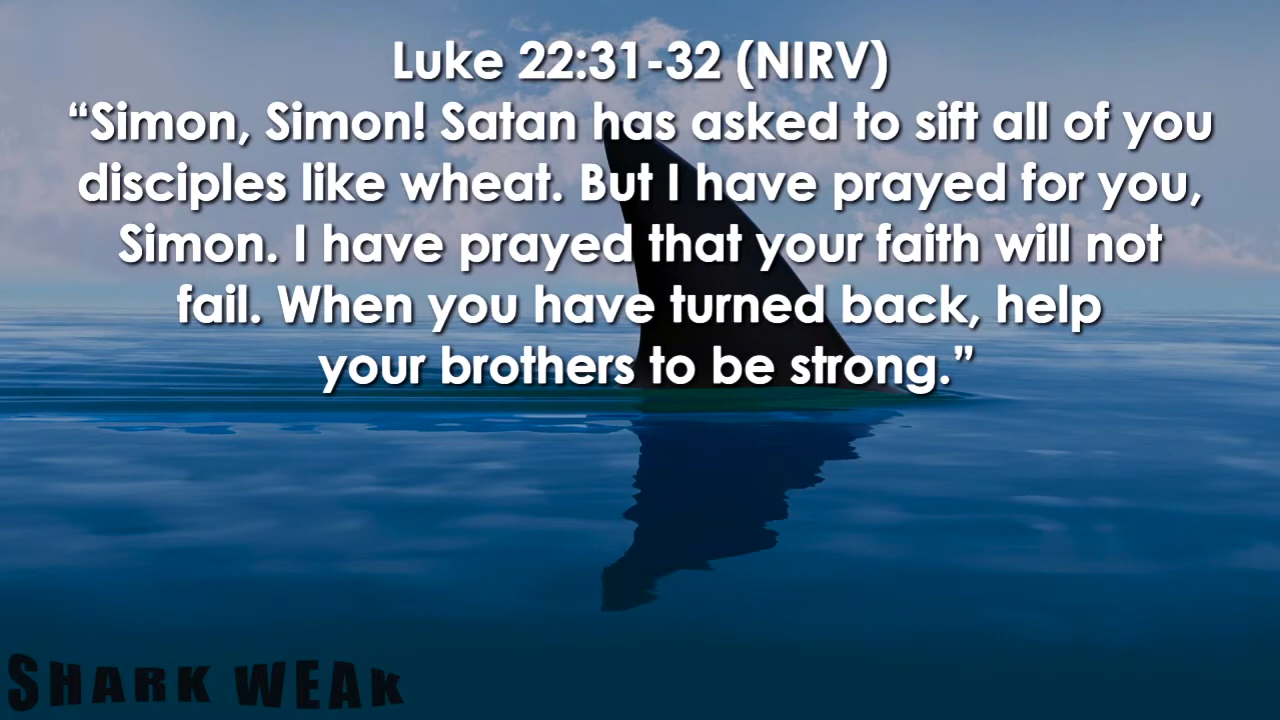 Luke 22:31-32 (NIRV)
“Simon, Simon! Satan has asked to sift all of you
disciples like wheat. But I have prayed for you,
Simon. I have prayed that your faith will not
fail. When you have turned back, help
your brothers to be strong.”
SHARK WEAK